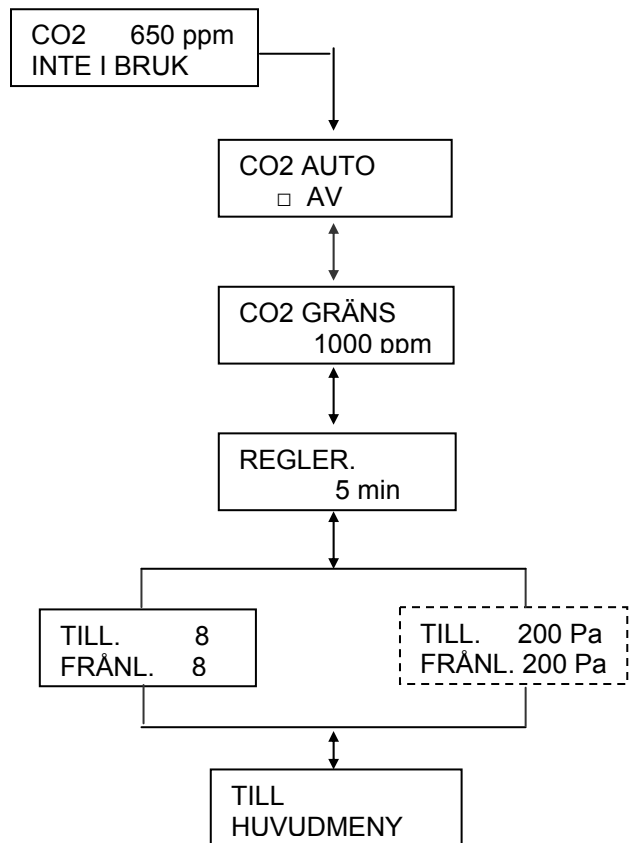 CO2 650 ppm
INTE I BRUK
CO2 AUTO
□ AV
CO2 GRÄNS
1000 ppm
REGLER.
5 min
TILL. 8
FRÅNL. 8
TILL. 200 Pa
FRÅNL. 200 Pa
TILL
HUVUDMENY